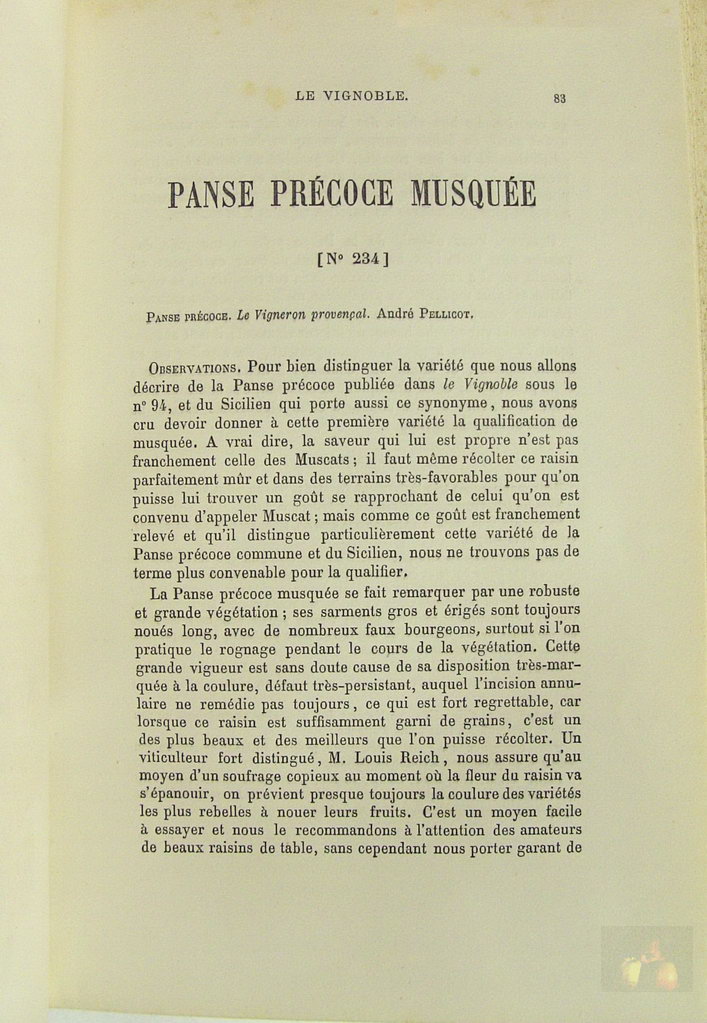 LE VIGNOBLE. 83
PANSE PRÉCOCE MUSQUÉE
[N° 234]
PANSE PRÉCOCE. Le Vigneron provençal. André PELLICOT.
OBSERVATIONS. Pour bien distinguer la variété que nous allons
décrire de la Panse précoce publiée dans le Vignoble sous le
n° 94, et du Sicilien qui porte aussi ce synonyme, nous avons
cru devoir donner à cette première variété la qualification de
musquée. A vrai dire, la saveur qui lui est propre n'est pas
franchement celle des Muscats; il faut même récolter ce raisin
parfaitement mûr et dans des terrains très-favorables pour qu'on
puisse lui trouver un goût se rapprochant de celui qu'on est
convenu d'appeler Muscat; mais comme ce goût est franchement
relevé et qu'il distingue particulièrement cette variété de la
Panse précoce commune et du Sicilien, nous ne trouvons pas de
terme plus convenable pour la qualifier.
La Panse précoce musquée se fait remarquer par une robuste
et grande végétation; ses sarments gros et érigés sont toujours
noués long, avec de nombreux faux bourgeons, surtout si l'on
pratique le rognage pendant le cours de la végétation. Cette
grande vigueur est sans doute cause de sa disposition très-mar-
quée à la coulure, défaut très-persistant, auquel l'incision annu-
laire ne remédie pas toujours, ce qui est fort regrettable, car
lorsque ce raisin est suffisamment garni de grains, c'est un
des plus beaux et des meilleurs que l'on puisse récolter. Un
viticulteur fort distingué, M. Louis Reich, nous assure qu'au
moyen d'un soufrage copieux au moment où la fleur du raisin va
s'épanouir, on prévient presque toujours la coulure des variétés
les plus rebelles à nouer leurs fruits. C'est un moyen facile
à essayer et nous le recommandons à l'attention des amateurs
de beaux raisins de table, sans cependant nous porter garant de